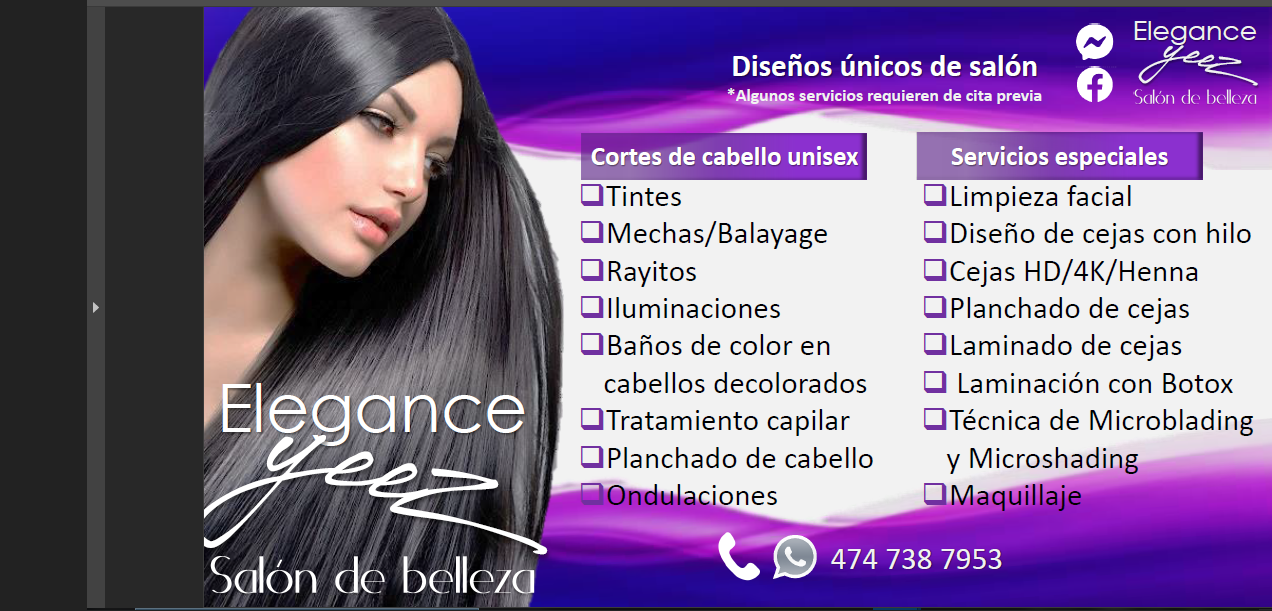 Diseños únicos de salón
*Algunos servicios requieren de cita previa
Elegance
yeez
Salón de belleza
Cortes de cabello unisex
Tintes
Mechas/Balayage
Rayitos
Iluminaciones
Baños de color en
cabellos decolorados
Tratamiento capilar
Planchado de cabello
Ondulaciones
Servicios especiales
Limpieza facial
Diseño de cejas con hilo
Cejas HD/4K/Henna
Planchado de cejas
Laminado de cejas
Laminación con Botox
Técnica de Microblading
y Microshading
Maquillaje
Elegance
yeez
Salón de belleza
474 738 7953